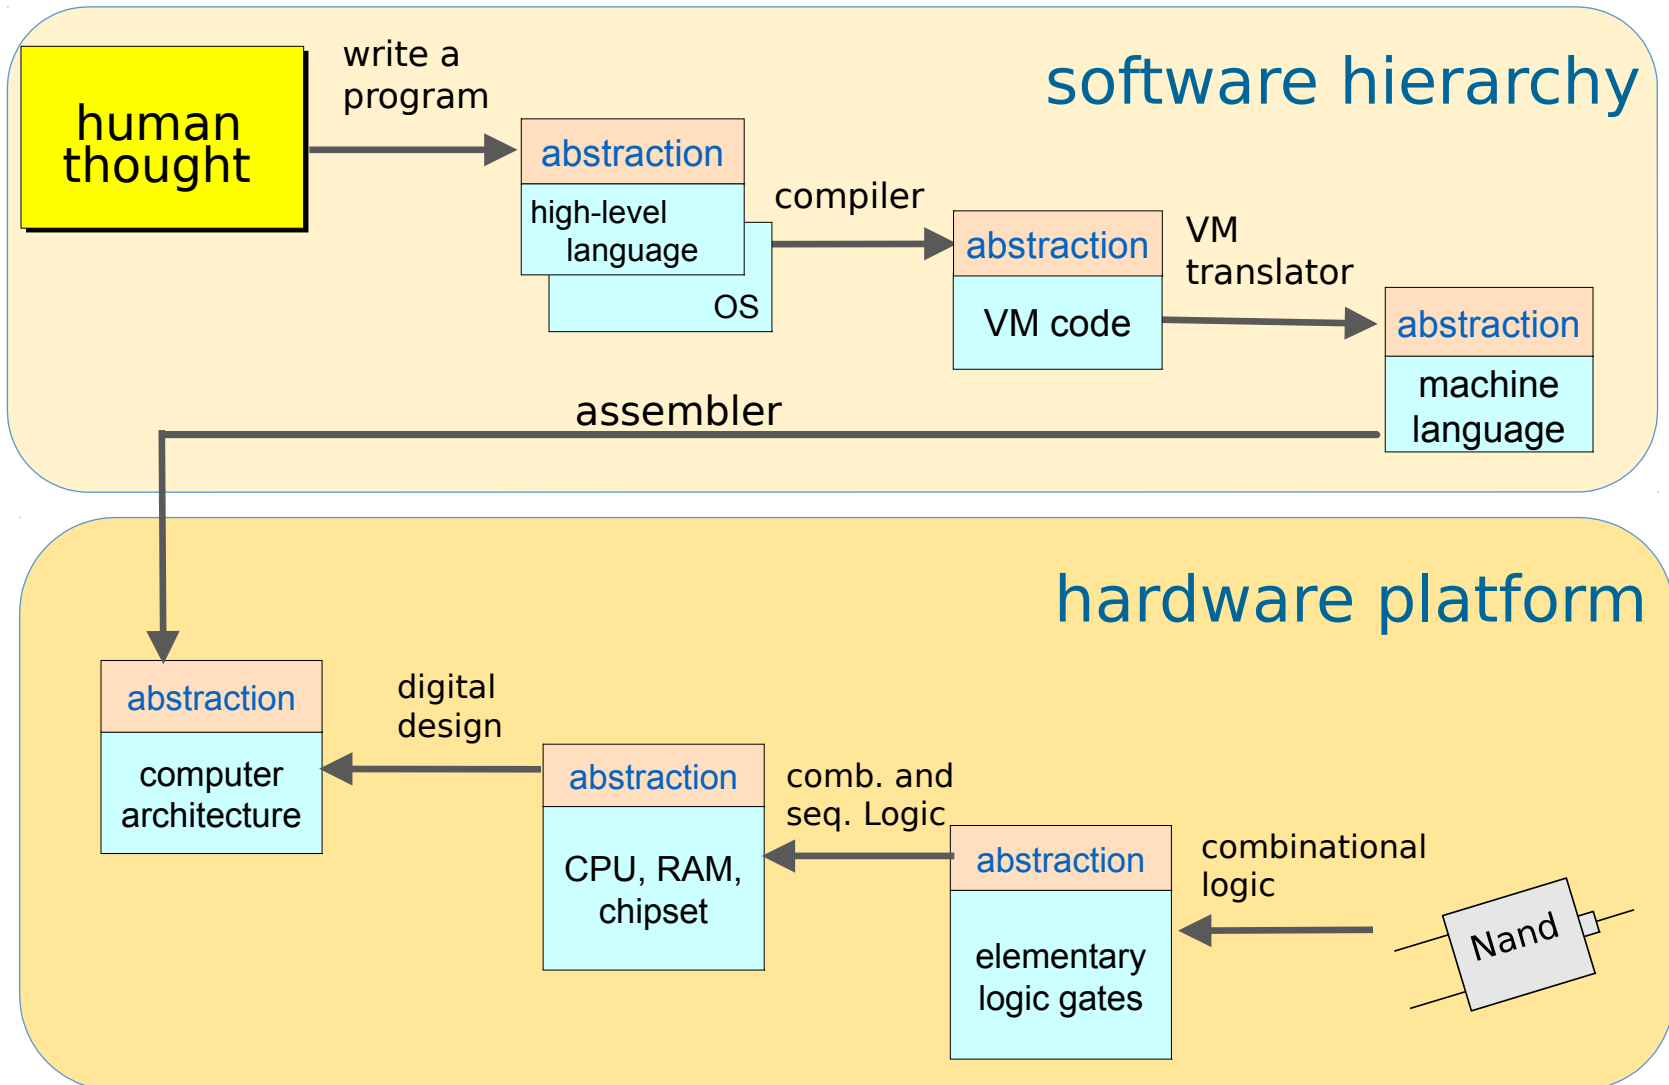 software hierarchy
human
thought
write a
program
abstraction
high-level
language
OS
compiler
abstraction
VM code
VM
translator
abstraction
machine
language
assembler
hardware platform
abstraction
computer
architecture
digital
design
abstraction
CPU, RAM,
chipset
comb. and
seq. Logic
abstraction
elementary
logic gates
combinational
logic
Nand